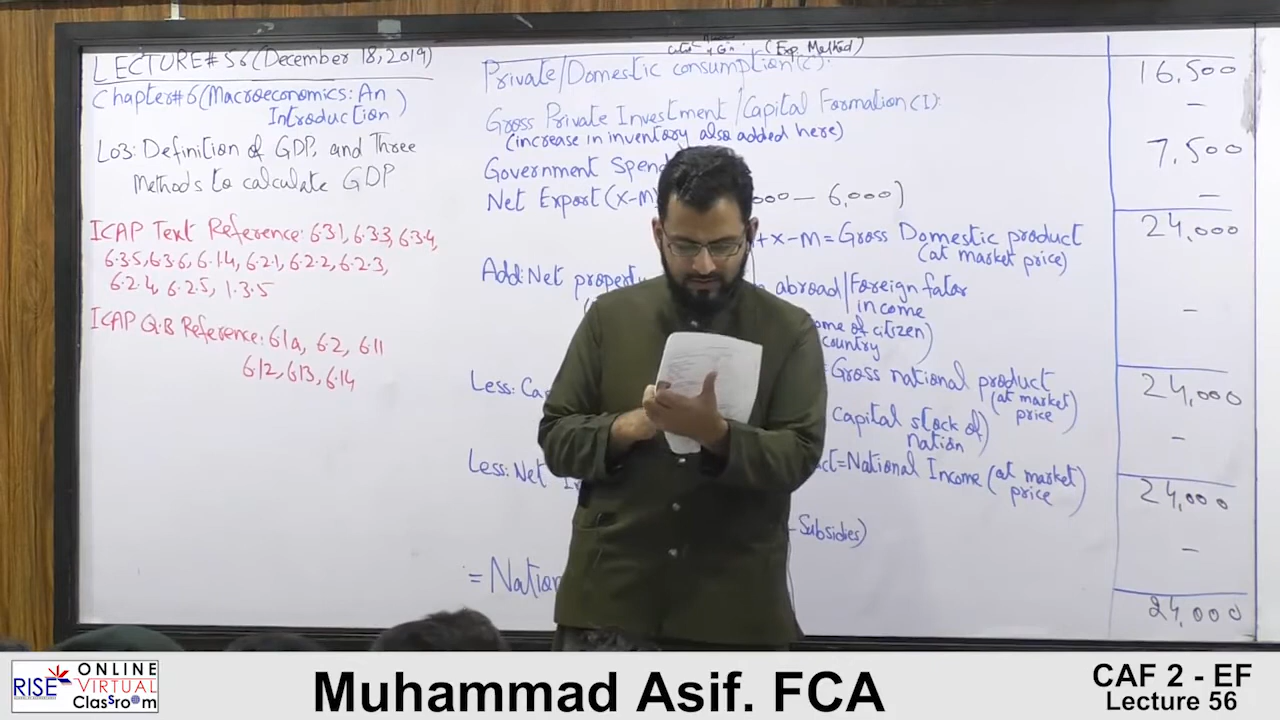 LECTURE#56(December 18,2019)
Chapter#6(Macroeconomics: An
Introduction)
Lo3: Definition of GDP, and Three
Methods to calculate GDP
ICAP Text Reference: 6.3.1, 6.3.3, 6.3.4,
6.3.5, 6.3.6, 6.1.4, 6.2.1, 6.2.2, 6.2.3,
6.2.4, 6.2.5, 1.3.5
ICAP Q.B Reference: 6.1a, 6.2, 6.11
6.12, 6.13, 6.14
(Exp. Method)
Private/Domestic consumption(C): 16,500
Gross Private Investment/Capital Formation(I): -
(increase in inventory also added here)
Government Spend 7,500
Net Export (X-M) 000 - 6,000) -
+X-M = Gross Domestic product 24,000
(at market price)
Add: Net property abroad/Foreign fator
income -
ome of citizen)
country
= Gross national product 24,000
(at market
price)
Less: Ca Capital stock of
nation) -
Less: Net uct = National Income (at market
price) 24,000
- Subsidies) -
= Nation 24,000
RISE ONLINE
VIRTUAL
ClasSroom
Muhammad Asif. FCA
CAF 2 - EF
Lecture 56